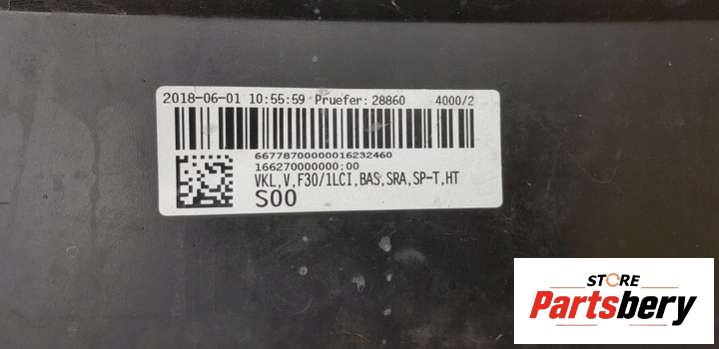 2018-06-01 10:55:59 Pruefer: 28860 4000/2
66778700000016232460
166270000000;00
VKL,V,F30/1LCI,BAS,SRA,SP-T,HT
S00
STORE
Partsbery